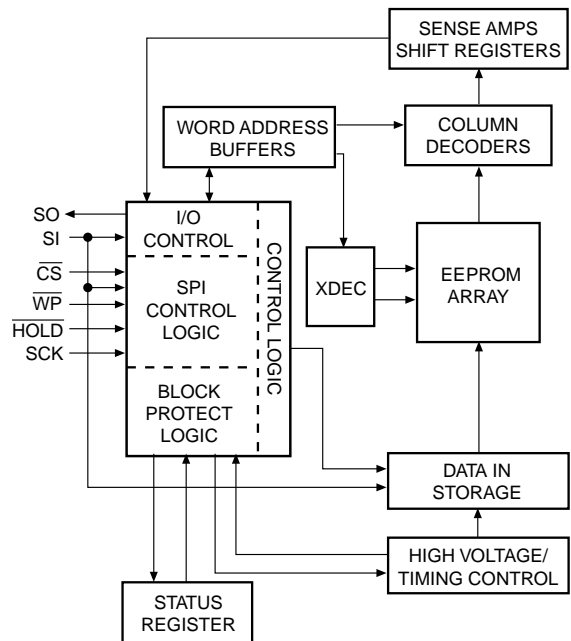 SENSE AMPS
SHIFT REGISTERS
WORD ADDRESS
BUFFERS
COLUMN
DECODERS
SO
SI
CS
WP
HOLD
SCK
I/O
CONTROL
SPI
CONTROL
LOGIC
BLOCK
PROTECT
LOGIC
CONTROL LOGIC
XDEC
EEPROM
ARRAY
DATA IN
STORAGE
HIGH VOLTAGE/
TIMING CONTROL
STATUS
REGISTER